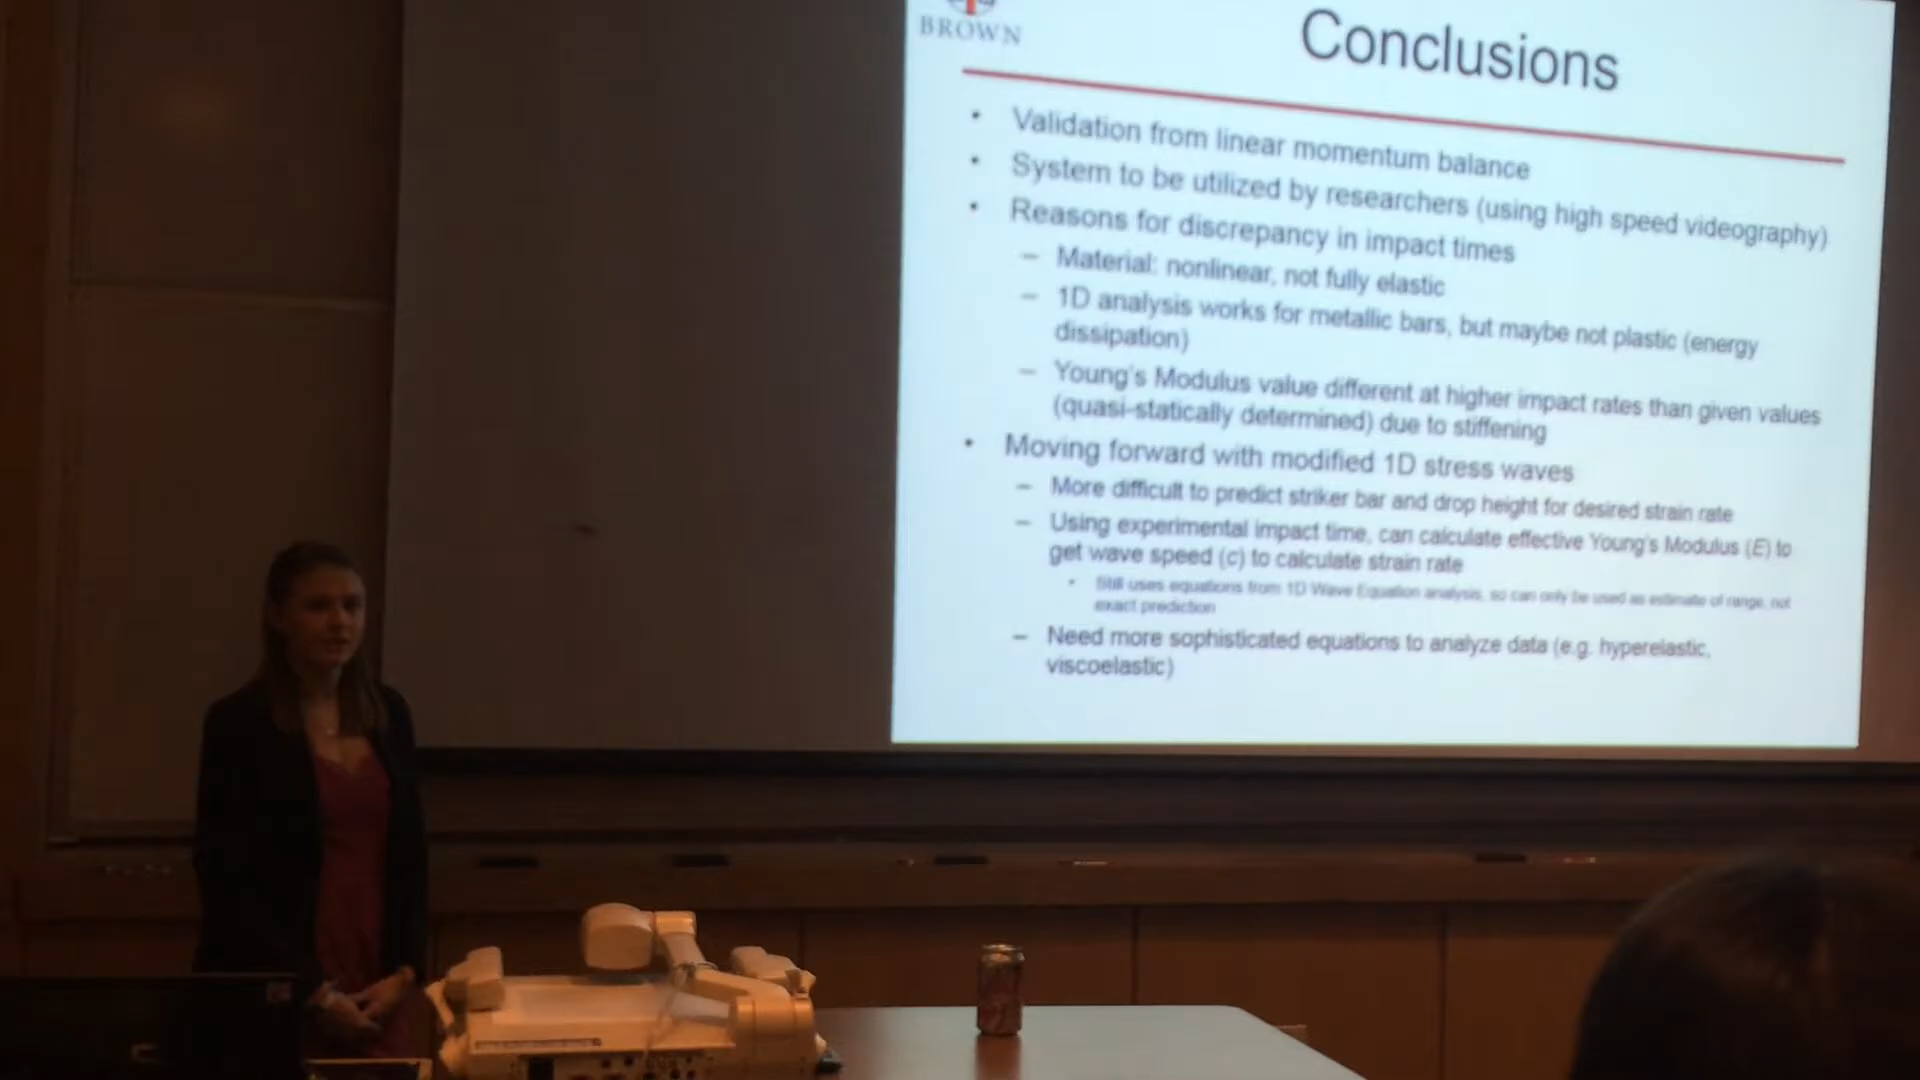 BROWN
Conclusions
• Validation from linear momentum balance
• System to be utilized by researchers (using high speed videography)
• Reasons for discrepancy in impact times
– Material: nonlinear, not fully elastic
– 1D analysis works for metallic bars, but maybe not plastic (energy
dissipation)
– Young's Modulus value different at higher impact rates than given values
(quasi-statically determined) due to stiffening
• Moving forward with modified 1D stress waves
– More difficult to predict striker bar and drop height for desired strain rate
– Using experimental impact time, can calculate effective Young's Modulus (E) to
get wave speed (c) to calculate strain rate
• Still uses equations from 1D Wave Equation analysis, so can only be used as estimate of range, not
exact prediction
– Need more sophisticated equations to analyze data (e.g. hyperelastic,
viscoelastic)